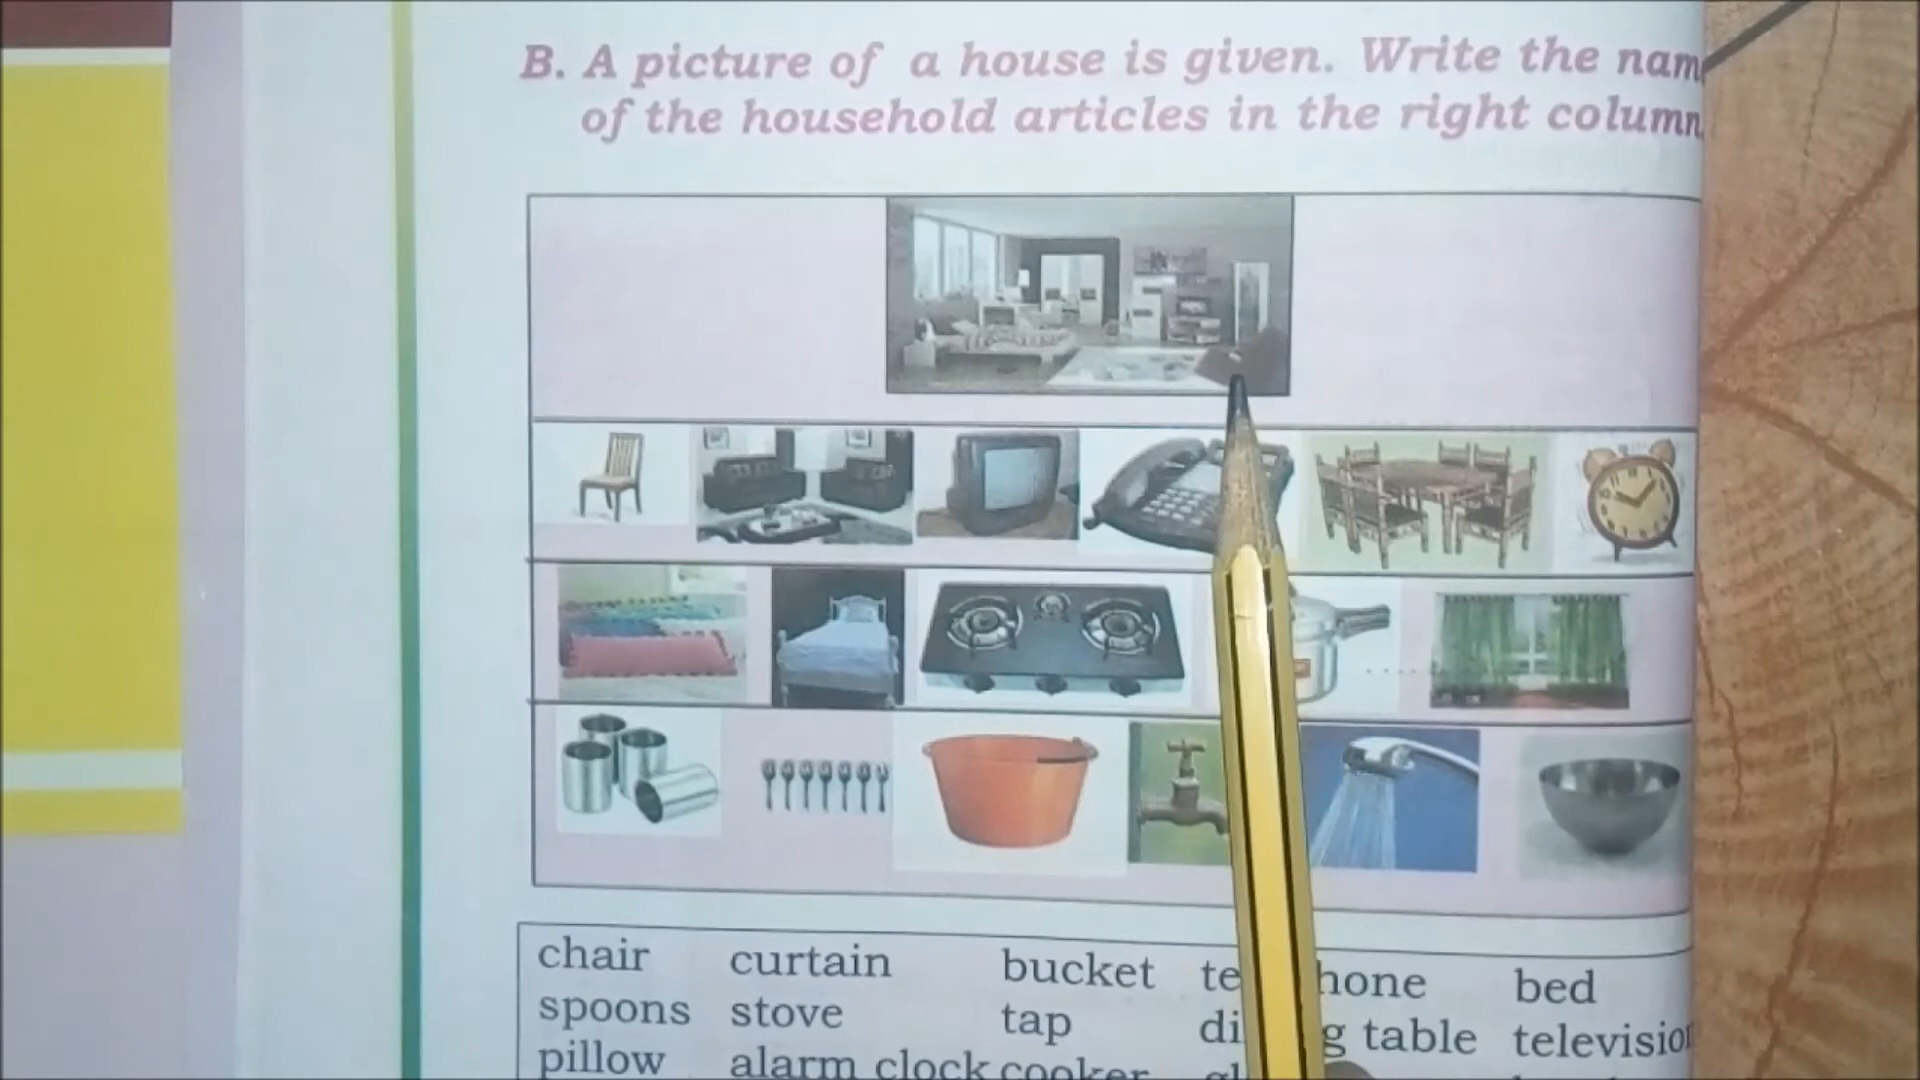 B. A picture of a house is given. Write the nam
of the household articles in the right column
chair curtain bucket bed
spoons stove tap table televisio
pillow alarm clock cooker